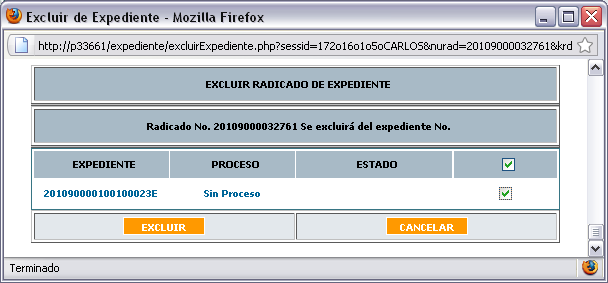 Excluir de Expediente - Mozilla Firefox
http://p33661/expediente/excluirExpediente.php?sessid=172o16o1o5oCARLOS&nurad=20109000032761&krd
EXCLUIR RADICADO DE EXPEDIENTE
Radicado No. 20109000032761 Se excluirá del expediente No.
EXPEDIENTE PROCESO ESTADO
201090000100100023E Sin Proceso
EXCLUIR CANCELAR
Terminado